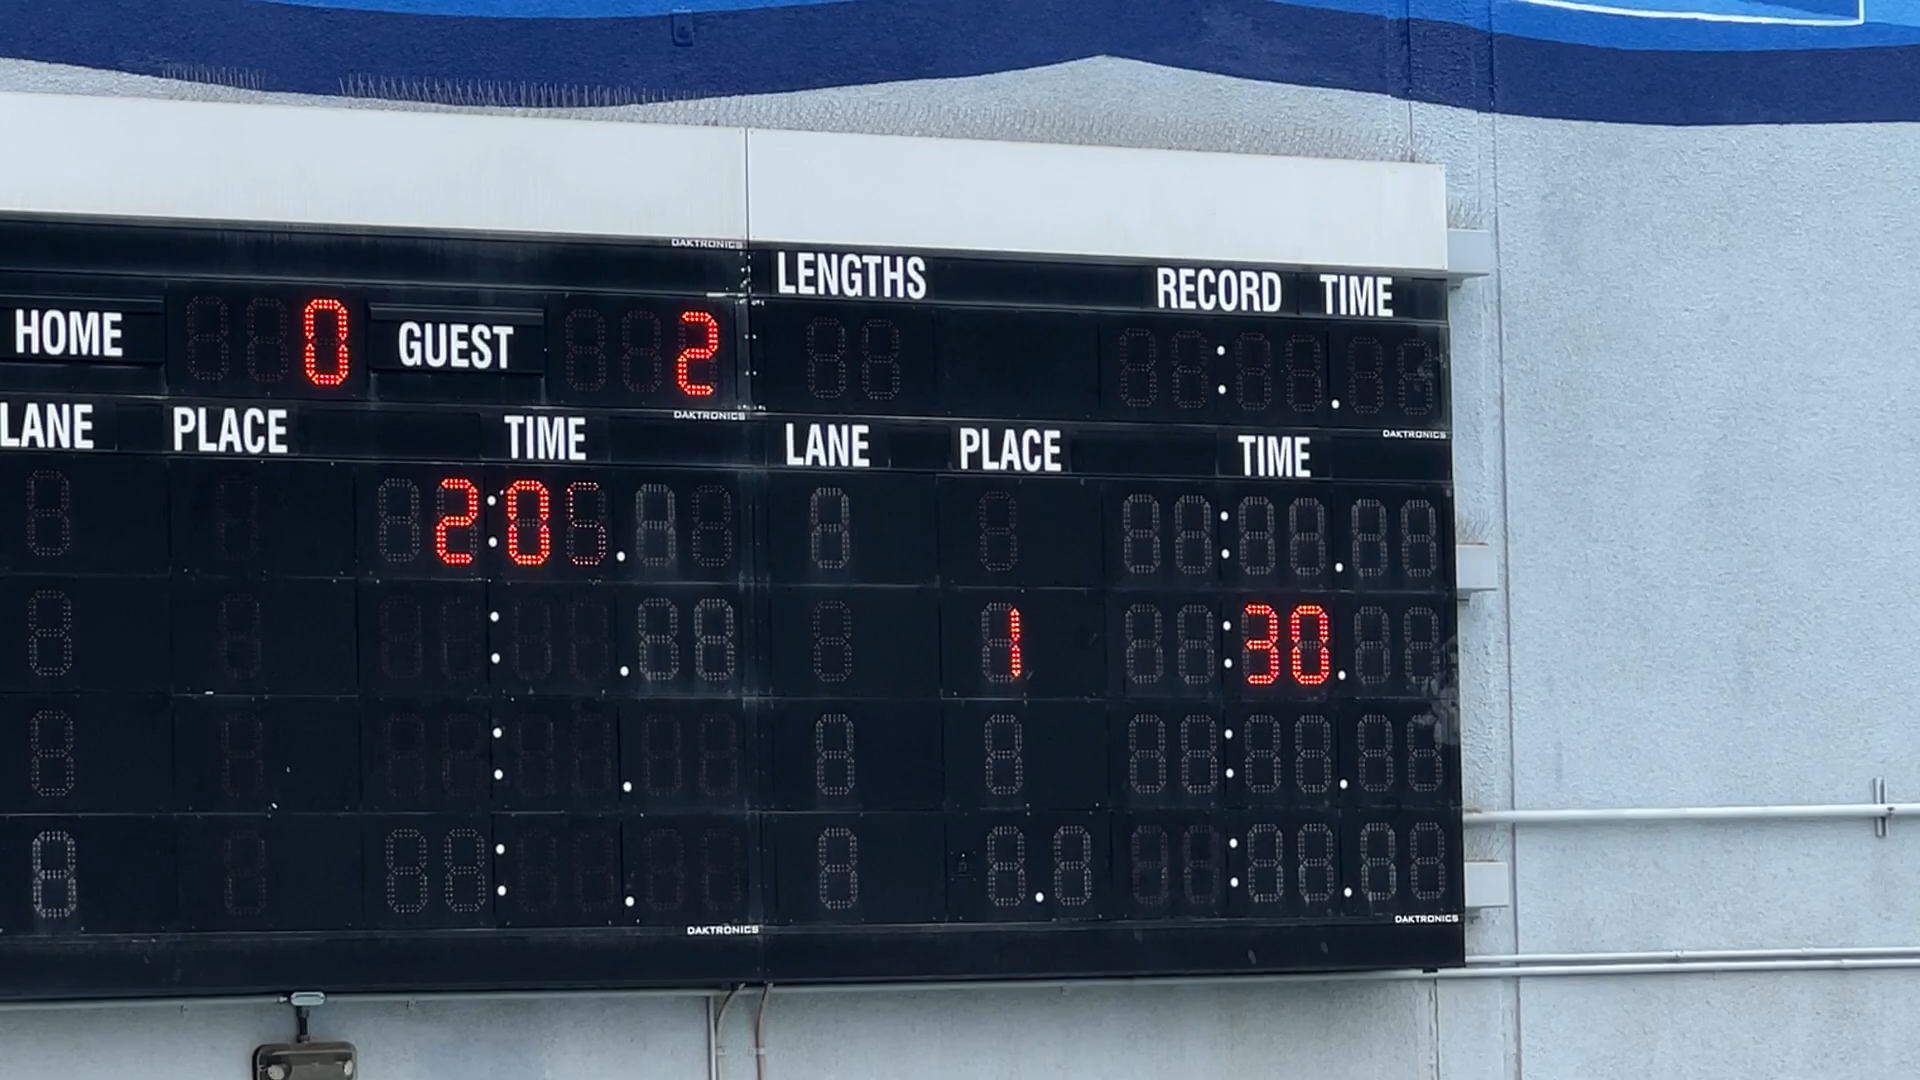 DAKTRONICS
LENGTHS RECORD TIME
HOME 0 GUEST 2
DAKTRONICS
DAKTRONICS
LANE PLACE TIME LANE PLACE TIME
2:0
1 :30.
DAKTRONICS
DAKTRONICS